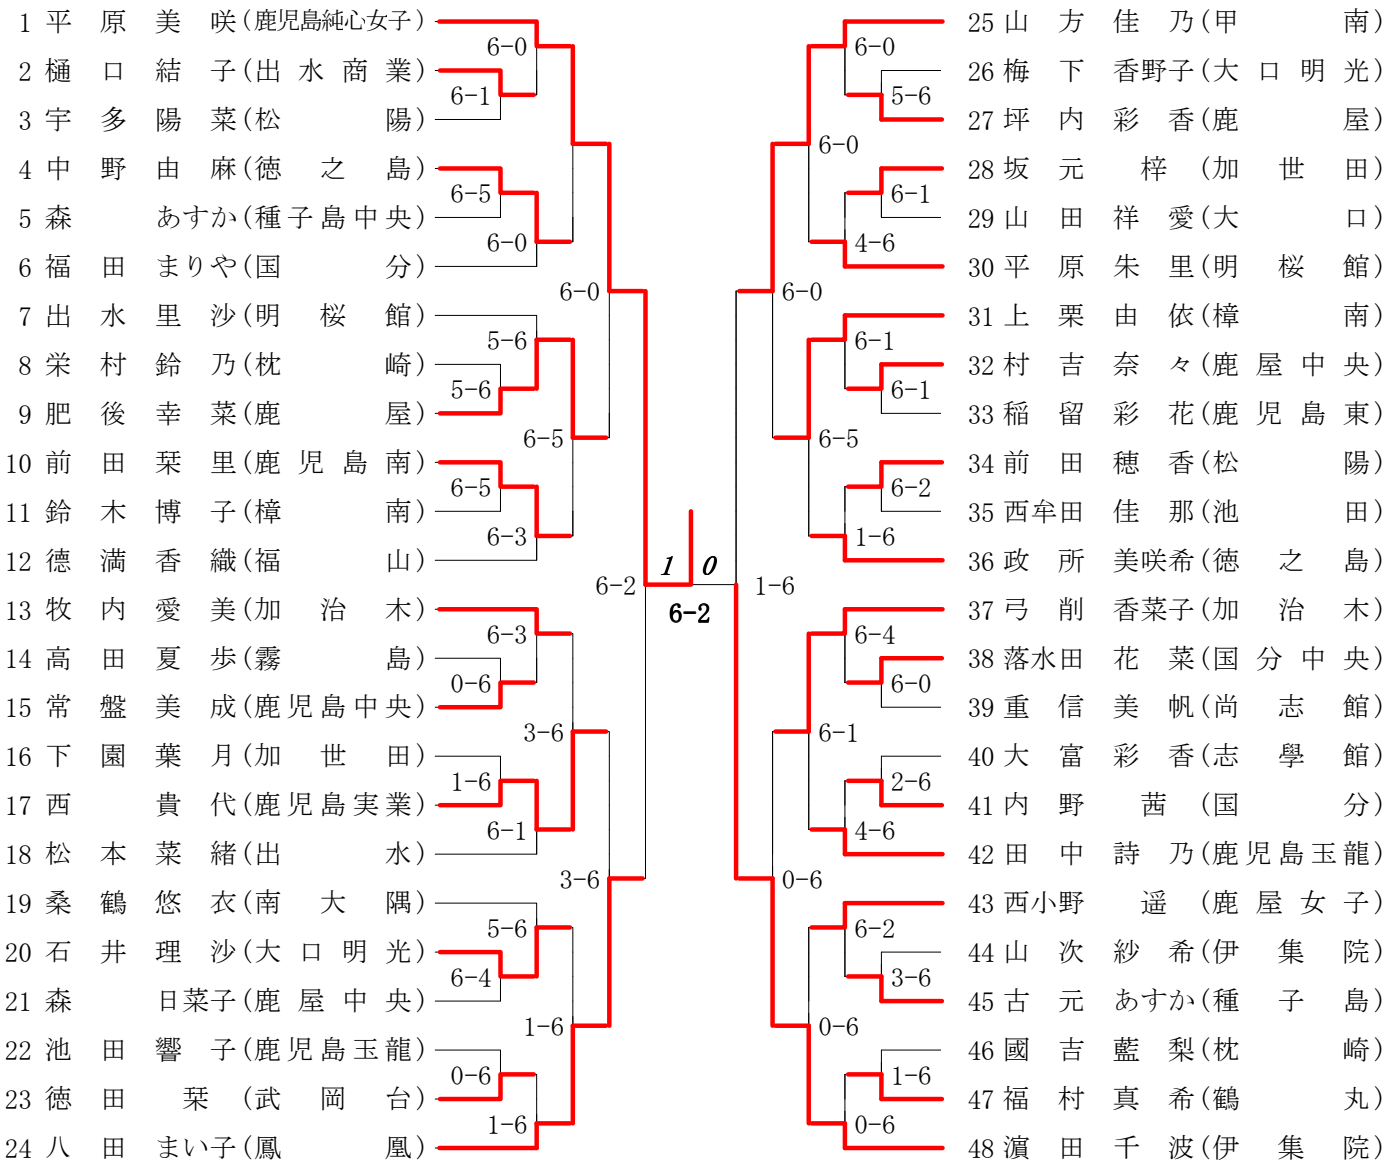 1 平原美咲(鹿児島純心女子)
2 樋口結子(出水商業)
3 宇多陽菜(松陽)
4 中野由麻(徳之島)
5 森あすか(種子島中央)
6 福田まりや(国分)
7 出水里沙(明桜館)
8 栄村鈴乃(枕崎)
9 肥後幸菜(鹿屋)
10 前田栞里(鹿児島南)
11 鈴木博子(樟南)
12 德満香織(福山)
13 牧内愛美(加治木)
14 高田夏歩(霧島)
15 常盤美成(鹿児島中央)
16 下園葉月(加世田)
17 西貴代(鹿児島実業)
18 松本菜緒(出水)
19 桑鶴悠衣(南大隅)
20 石井理沙(大口明光)
21 森日菜子(鹿屋中央)
22 池田響子(鹿児島玉龍)
23 徳田栞(武岡台)
24 八田まい子(鳳凰)
6-0
6-1
6-5
6-0
6-0
5-6
5-6
6-5
6-5
6-3
6-2
6-3
0-6
3-6
1-6
6-1
3-6
5-6
6-4
1-6
0-6
1-6
1 0
6-2
6-0
5-6
6-0
6-1
4-6
6-0
6-1
6-1
6-5
6-2
1-6
1-6
6-4
6-0
6-1
2-6
4-6
0-6
6-2
3-6
0-6
1-6
0-6
25 山方佳乃(甲南)
26 梅下香野子(大口明光)
27 坪内彩香(鹿屋)
28 坂元梓(加世田)
29 山田祥愛(大口)
30 平原朱里(明桜館)
31 上栗由依(樟南)
32 村吉奈々(鹿屋中央)
33 稲留彩花(鹿児島東)
34 前田穂香(松陽)
35 西牟田佳那(池田)
36 政所美咲希(徳之島)
37 弓削香菜子(加治木)
38 落水田花菜(国分中央)
39 重信美帆(尚志館)
40 大富彩香(志學館)
41 内野茜(国分)
42 田中詩乃(鹿児島玉龍)
43 西小野遥(鹿屋女子)
44 山次紗希(伊集院)
45 古元あすか(種子島)
46 國吉藍梨(枕崎)
47 福村真希(鶴丸)
48 濵田千波(伊集院)